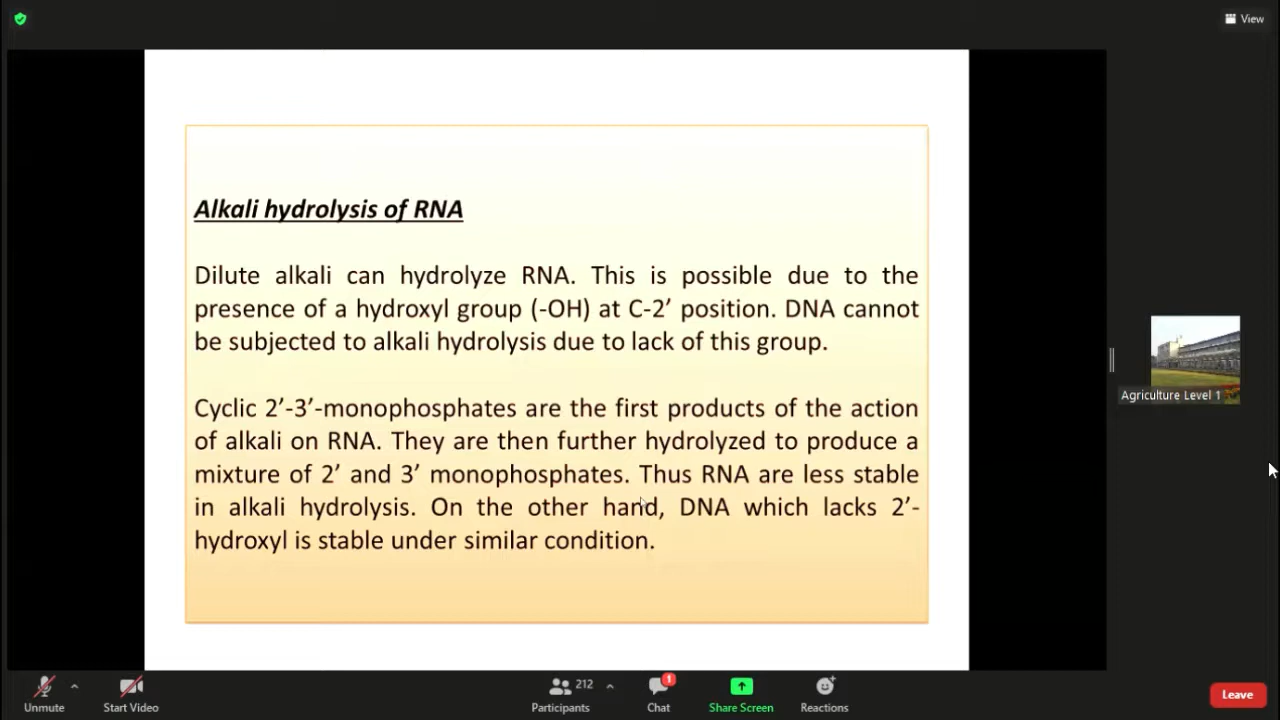 View
Alkali hydrolysis of RNA
Dilute alkali can hydrolyze RNA. This is possible due to the
presence of a hydroxyl group (-OH) at C-2’ position. DNA cannot
be subjected to alkali hydrolysis due to lack of this group.
Cyclic 2’-3’-monophosphates are the first products of the action
of alkali on RNA. They are then further hydrolyzed to produce a
mixture of 2’ and 3’ monophosphates. Thus RNA are less stable
in alkali hydrolysis. On the other hand, DNA which lacks 2’-
hydroxyl is stable under similar condition.
Agriculture Level 1
Unmute
Start Video
212
Participants
1
Chat
Share Screen
Reactions
Leave